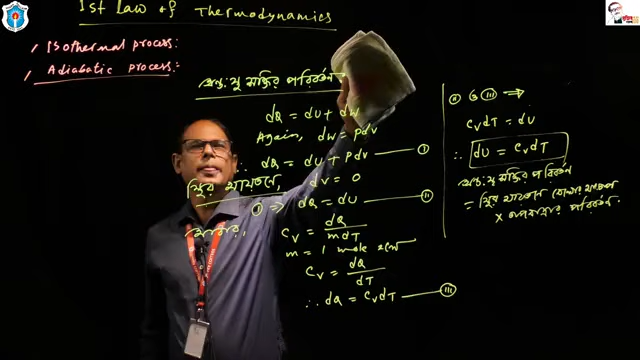 1st Law of Thermodynamics
/ Isothermal process:
/ Adiabatic process:-
অন্তঃস্থ শক্তির পরিবর্তন
dQ = dU + dW
Again, dW = Pdv
∴ dQ = dU + Pdv —— (i)
স্থির আয়তনে, dv = 0
(i) ⇒ dQ = dU —— (ii)
আবার, Cv = dQ / mdT
m = 1 mole হলে
Cv = dQ / dT
∴ dQ = CvdT —— (iii)
(ii) ও (iii) ⇒
CvdT = dU
∴ dU = CvdT
অন্তঃস্থ শক্তির পরিবর্তন
= স্থির আয়তনে
× তাপমাত্রার পরিবর্তন.